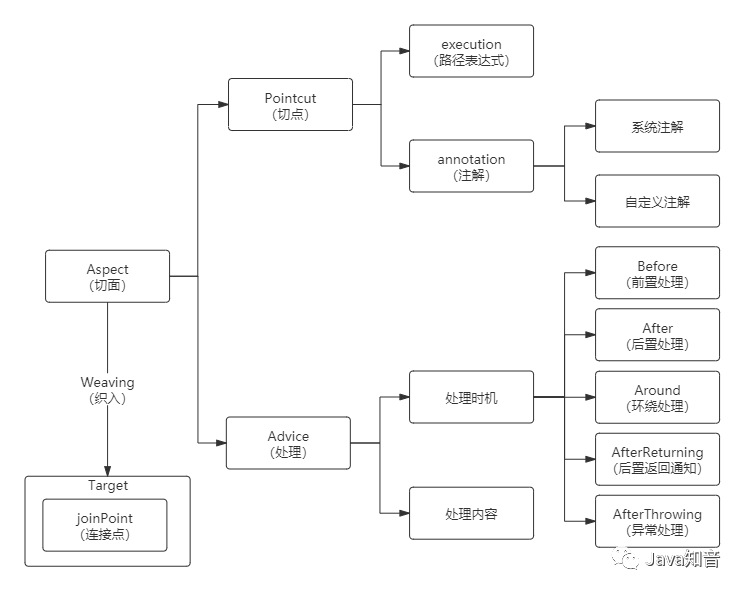 execution
（路径表达式）
Pointcut
（切点）
annotation
（注解）
系统注解
自定义注解
Aspect
（切面）
Weaving
（织入）
Target
joinPoint
（连接点）
Advice
（处理）
处理时机
处理内容
Before
（前置处理）
After
（后置处理）
Around
（环绕处理）
AfterReturning
（后置返回通知）
AfterThrowing
（异常处理）
Java知音